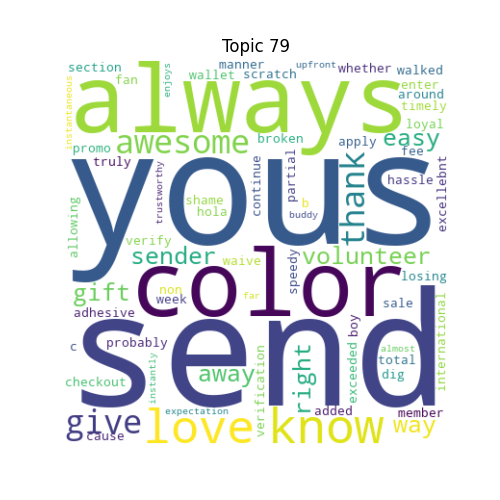 Topic 79
section manner upfront whether walked
instantaneous fan enjoys wallet scratch enter
always
around timely
promo awesome broken apply easy loyal
fee
truly trustworthy continue partial thank hassle excellebnt
yous
allowing shame hola b buddy
verify sender waive speedy volunteer
gift non week color far losing
adhesive sale international
send
c probably instantly boy almost
total
checkout away verification right exceeded dig
give expectation added member
cause love know way